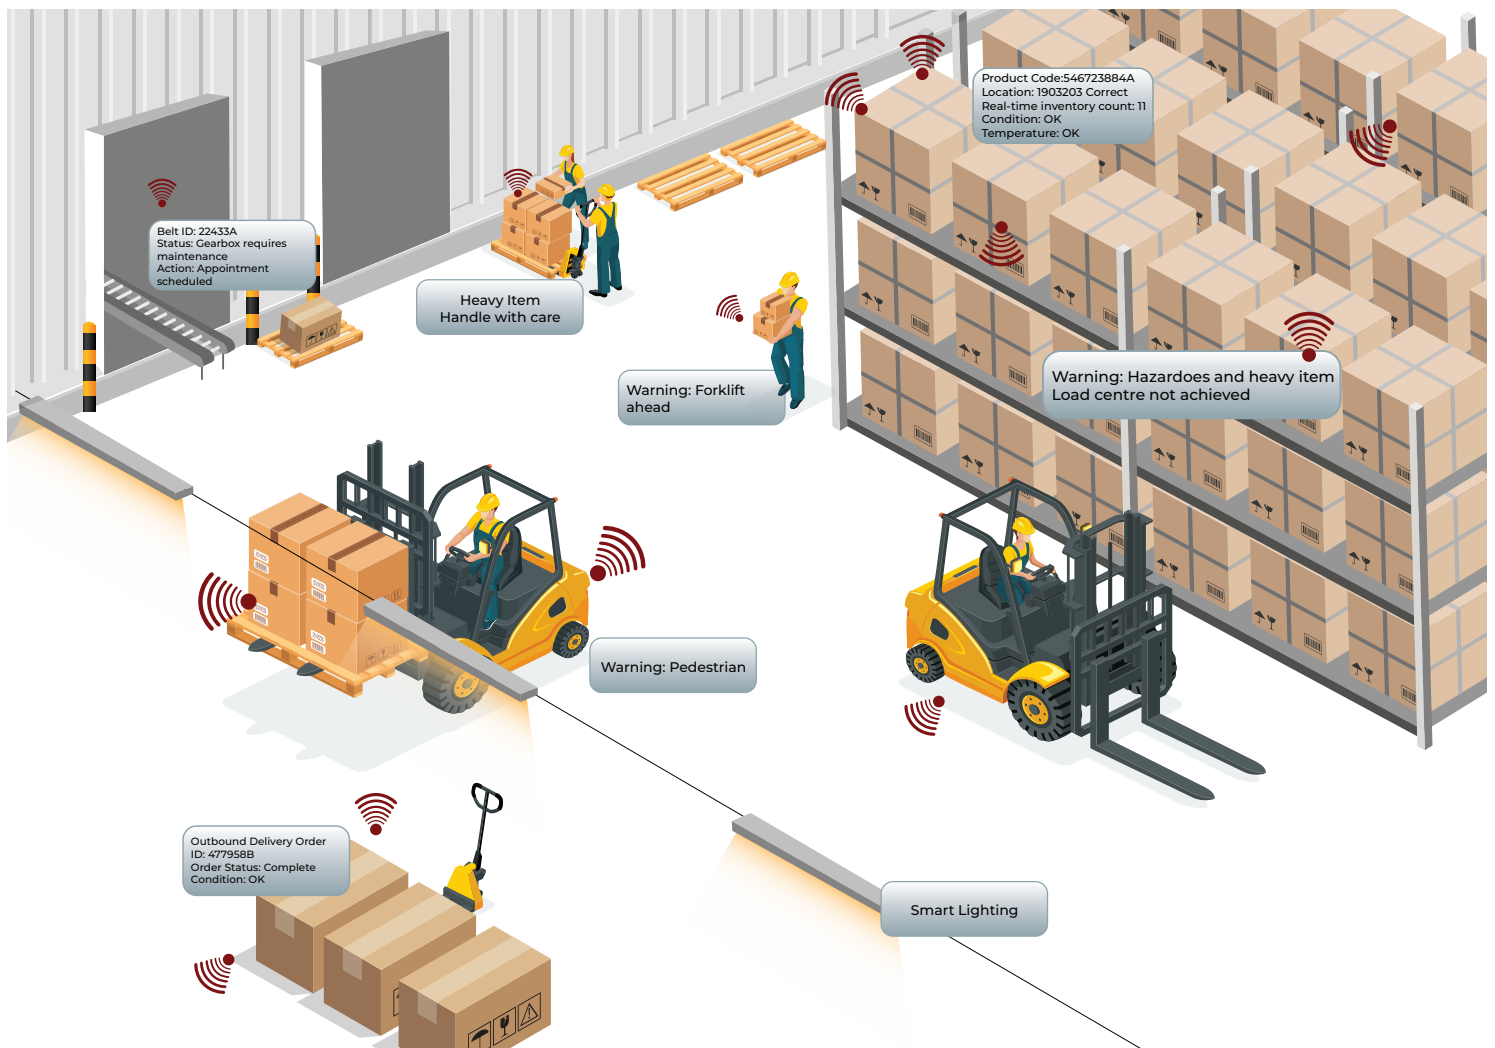 Product Code:546723884A
Location: 1903203 Correct
Real-time inventory count: 11
Condition: OK
Temperature: OK
Belt ID: 22433A
Status: Gearbox requires
maintenance
Action: Appointment
scheduled
Heavy Item
Handle with care
Warning: Forklift
ahead
Warning: Hazardoes and heavy item
Load centre not achieved
Warning: Pedestrian
Outbound Delivery Order
ID: 477958B
Order Status: Complete
Condition: OK
Smart Lighting